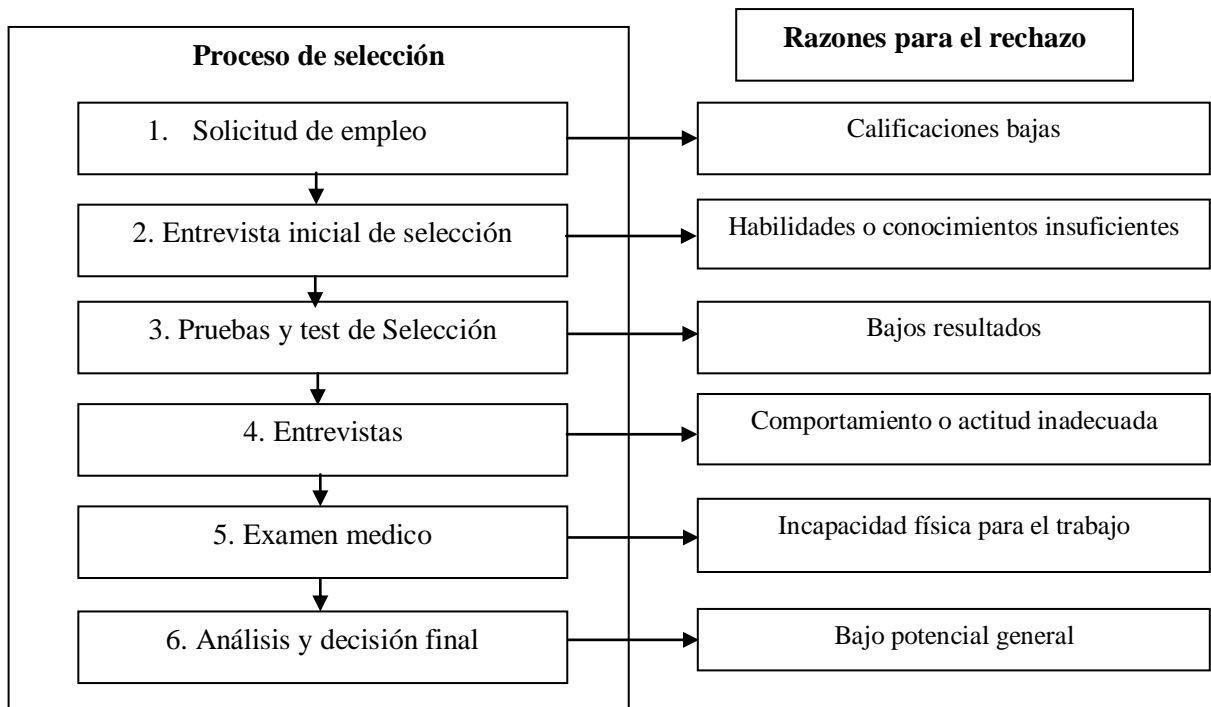 Proceso de selección
Razones para el rechazo
1. Solicitud de empleo
Calificaciones bajas
2. Entrevista inicial de selección
Habilidades o conocimientos insuficientes
3. Pruebas y test de Selección
Bajos resultados
4. Entrevistas
Comportamiento o actitud inadecuada
5. Examen medico
Incapacidad física para el trabajo
6. Análisis y decisión final
Bajo potencial general